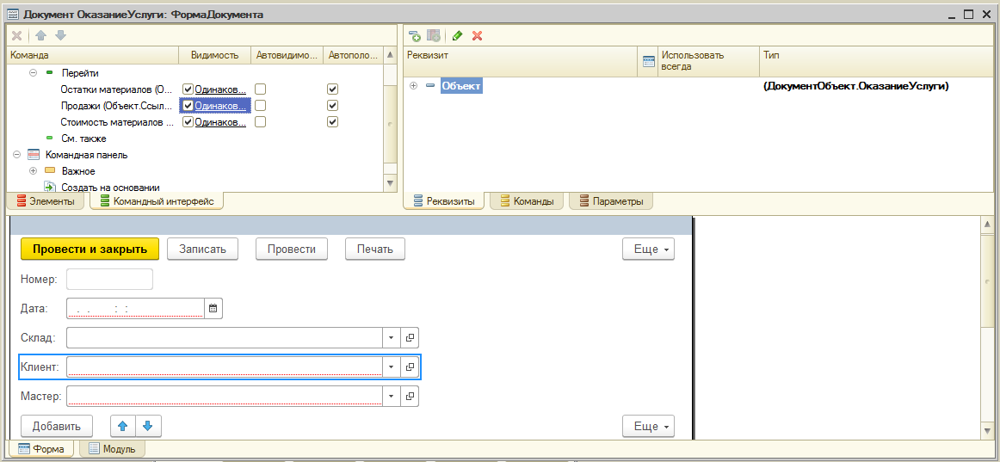 Документ ОказаниеУслуги: ФормаДокумента
Команда Видимость Автовидимо... Автополо...
Перейти
Остатки материалов (О... Одинаков...
Продажи (Объект.Ссыл... Одинаков...
Стоимость материалов ... Одинаков...
См. также
Командная панель
Важное
Создать на основании
Элементы Командный интерфейс
Реквизит Использовать всегда Тип
Объект (ДокументОбъект.ОказаниеУслуги)
Реквизиты Команды Параметры
Провести и закрыть Записать Провести Печать Еще
Номер:
Дата: . . : :
Склад:
Клиент:
Мастер:
Добавить Еще
Форма Модуль